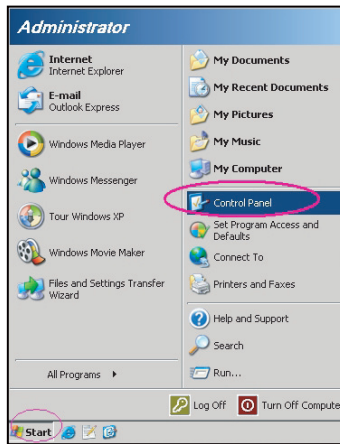 Administrator
Internet
Internet Explorer
E-mail
Outlook Express
Windows Media Player
Windows Messenger
Tour Windows XP
Windows Movie Maker
Files and Settings Transfer
Wizard
All Programs
My Documents
My Recent Documents
My Pictures
My Music
My Computer
Control Panel
Set Program Access and
Defaults
Connect To
Printers and Faxes
Help and Support
Search
Run...
Log Off
Turn Off Compute
Start